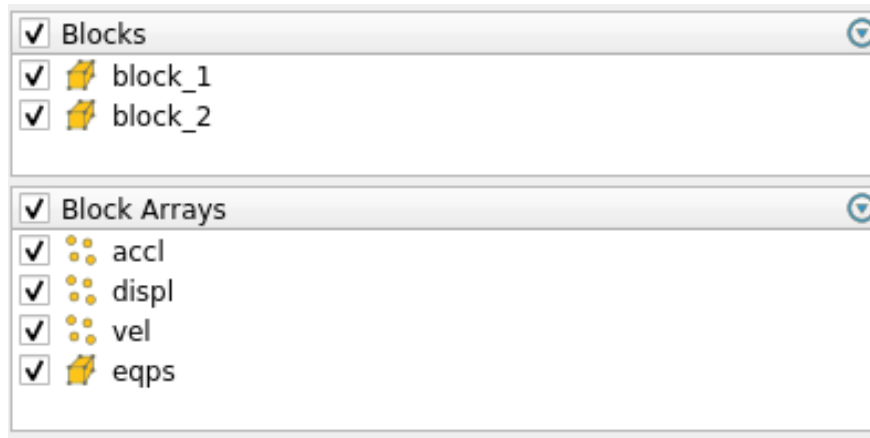 Blocks
block_1
block_2
Block Arrays
accl
displ
vel
eqps